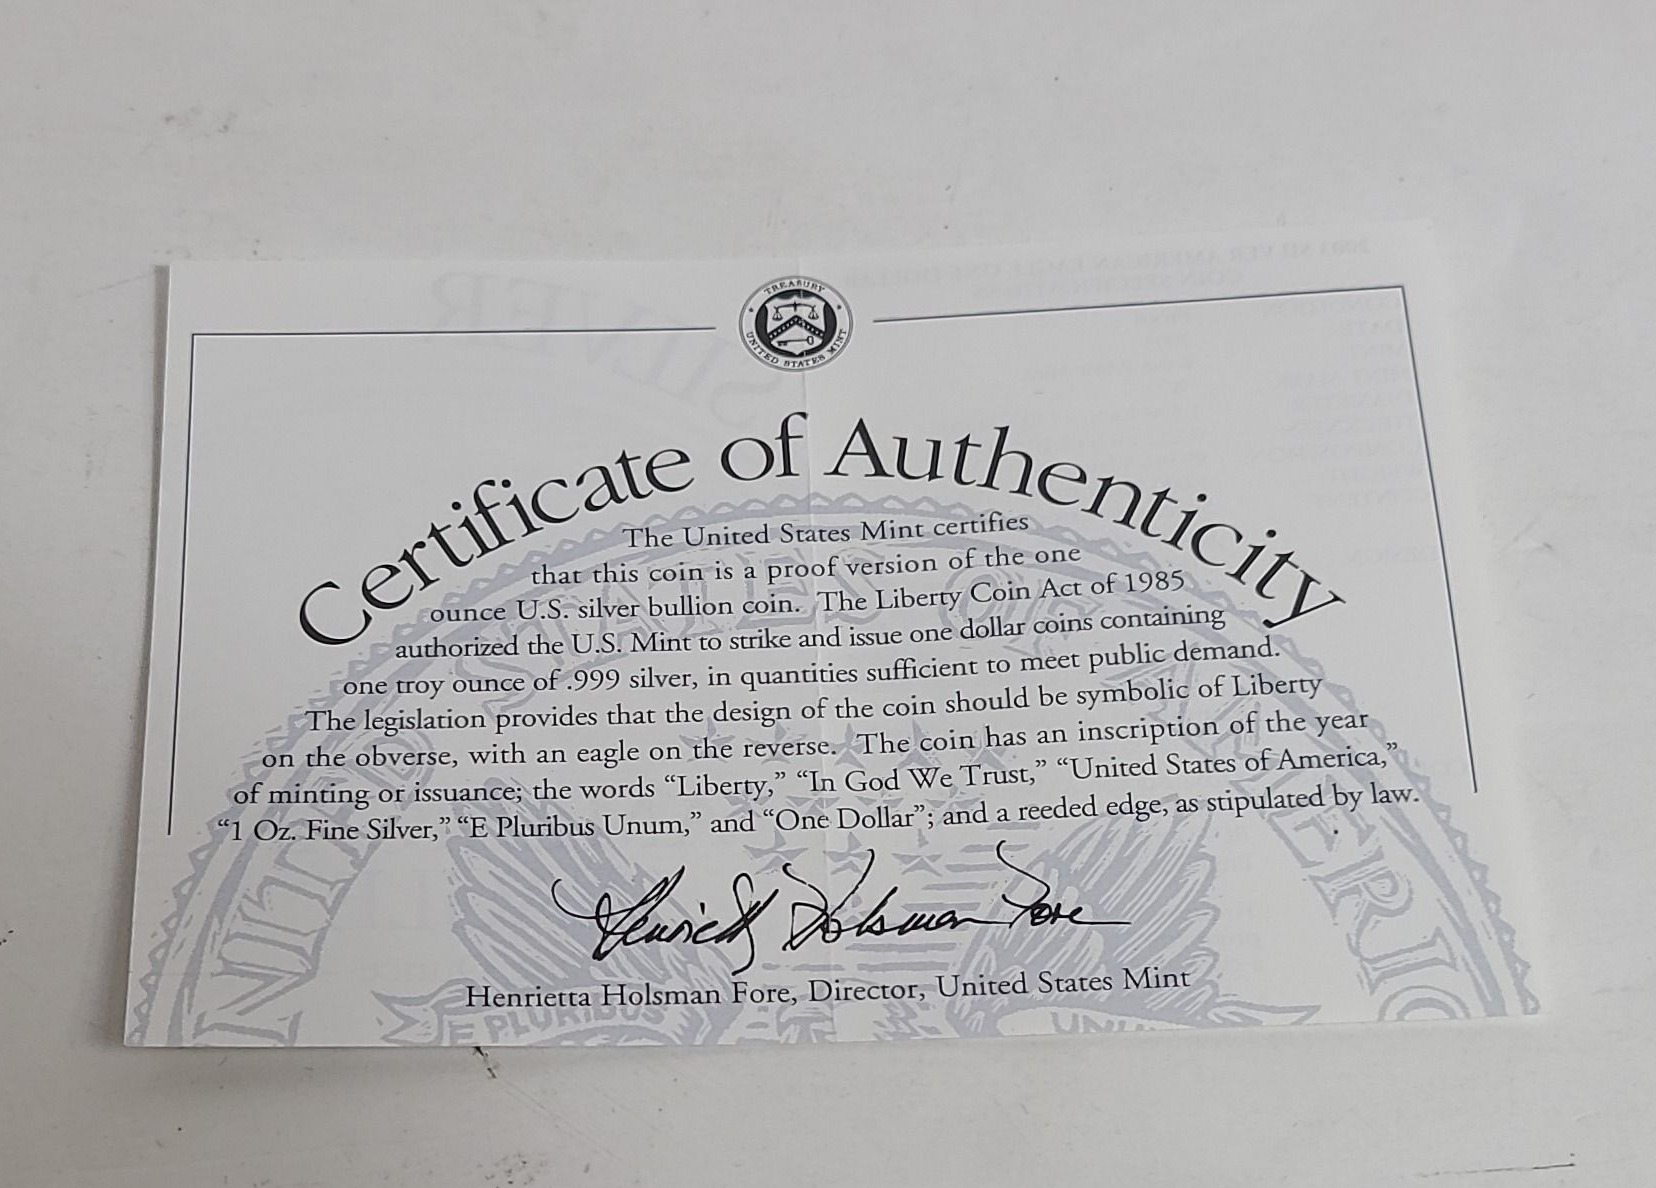 TREASURY
UNITED STATES MINT
Certificate of Authenticity
The United States Mint certifies
that this coin is a proof version of the one
ounce U.S. silver bullion coin. The Liberty Coin Act of 1985
authorized the U.S. Mint to strike and issue one dollar coins containing
one troy ounce of .999 silver, in quantities sufficient to meet public demand.
The legislation provides that the design of the coin should be symbolic of Liberty
on the obverse, with an eagle on the reverse. The coin has an inscription of the year
of minting or issuance; the words “Liberty,” “In God We Trust,” “United States of America,”
“1 Oz. Fine Silver,” “E Pluribus Unum,” and “One Dollar”; and a reeded edge, as stipulated by law.
Henrietta Holsman Fore
Henrietta Holsman Fore, Director, United States Mint
E PLURIBUS
SILVER